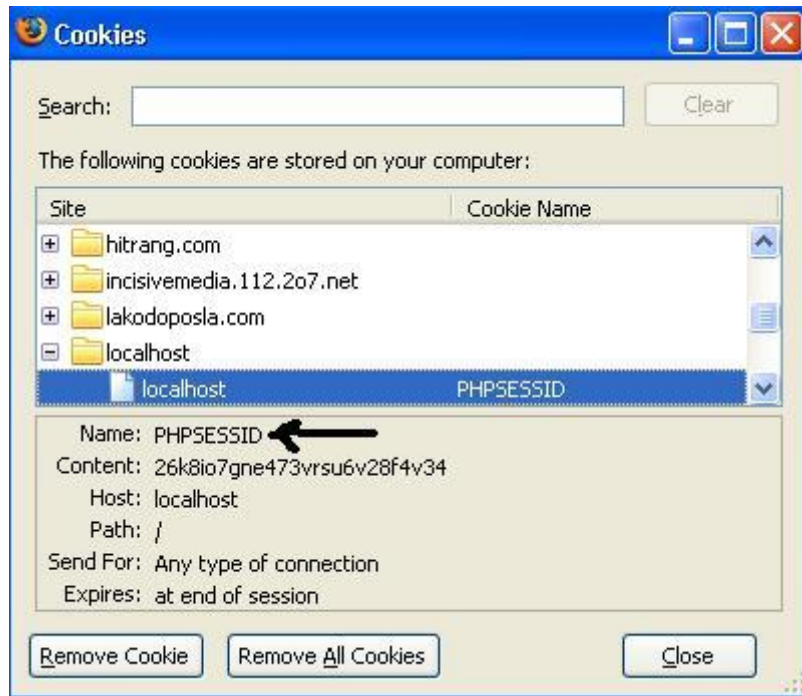 Cookies
Search: Clear
The following cookies are stored on your computer:
Site Cookie Name
hitrang.com
incisivemedia.112.2o7.net
lakodoposla.com
localhost
localhost PHPSESSID
Name: PHPSESSID
Content: 26k8io7gne473vrsu6v28f4v34
Host: localhost
Path: /
Send For: Any type of connection
Expires: at end of session
Remove Cookie Remove All Cookies Close